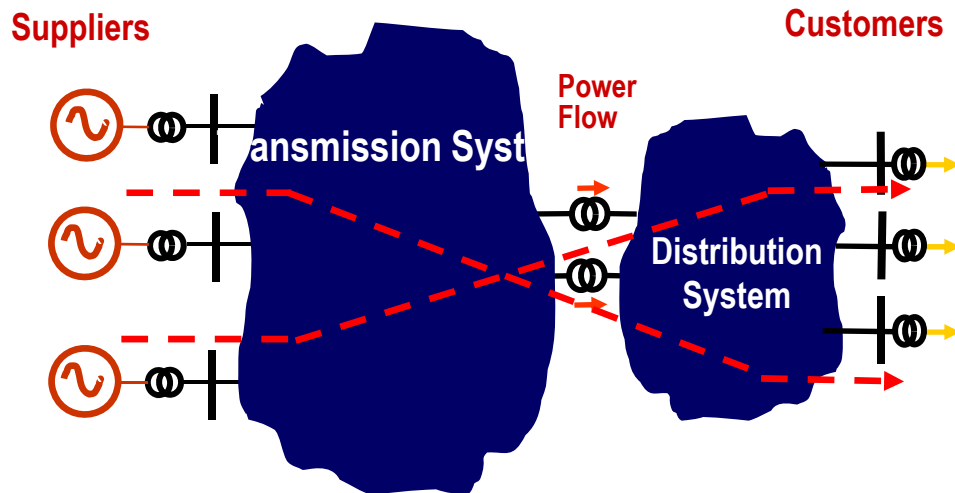 Suppliers
Customers
Power
Flow
ansmission Syst
Distribution
System